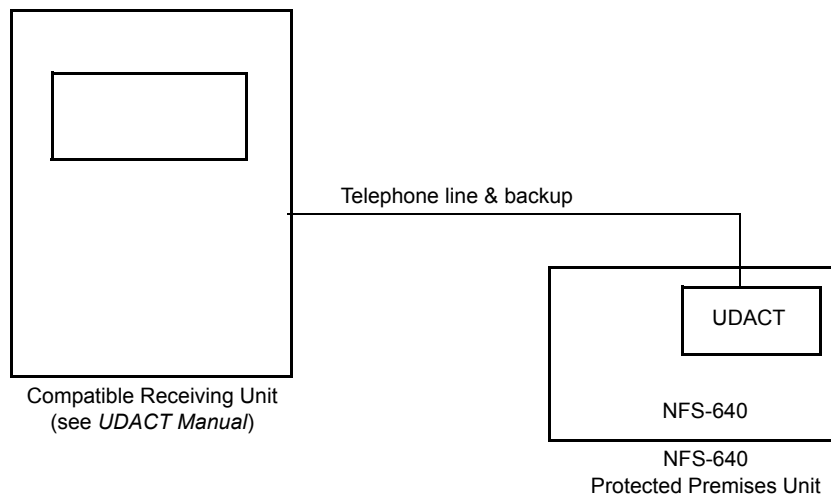 Telephone line & backup
UDACT
Compatible Receiving Unit
(see UDACT Manual)
NFS-640
NFS-640
Protected Premises Unit